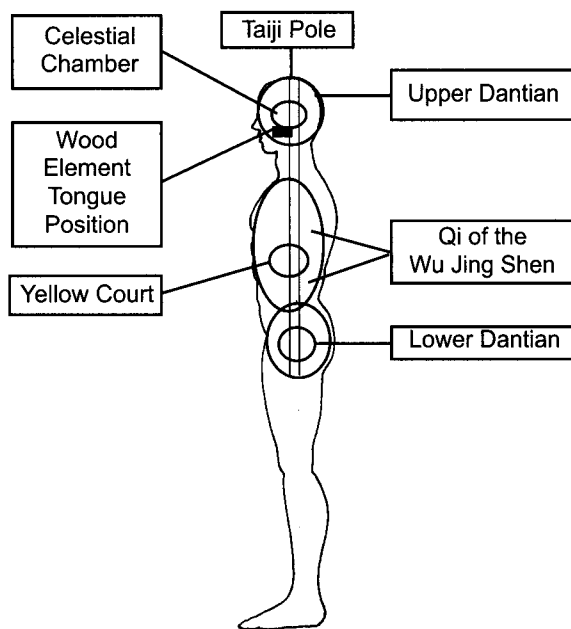 Taiji Pole
Celestial
Chamber
Upper Dantian
Wood
Element
Tongue
Position
Qi of the
Wu Jing Shen
Yellow Court
Lower Dantian